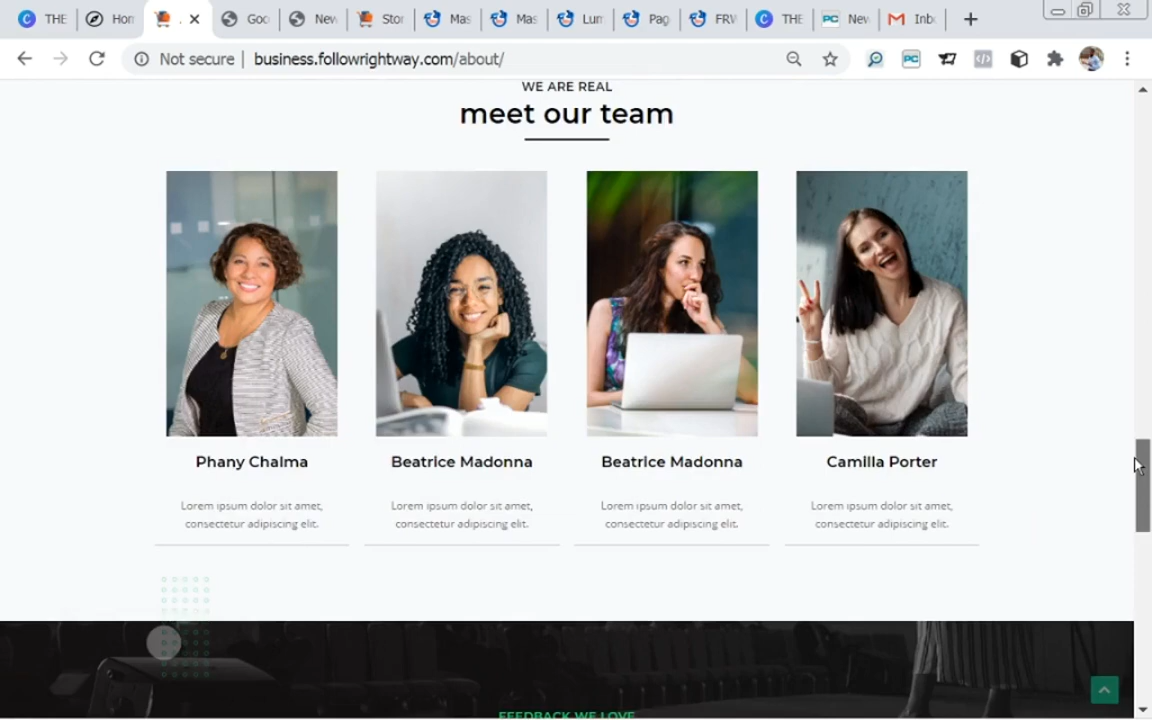 THE
Hon
Goo
New
Stor
Mas
Mas
Lun
Pag
FRW
THE
PC
New
Inb
Not secure
business.followrightway.com/about/
PC
WE ARE REAL
meet our team
Phany Chalma
Beatrice Madonna
Beatrice Madonna
Camilla Porter
Lorem ipsum dolor sit amet,
consectetur adipiscing elit.
Lorem ipsum dolor sit amet,
consectetur adipiscing elit.
Lorem ipsum dolor sit amet,
consectetur adipiscing elit.
Lorem ipsum dolor sit amet,
consectetur adipiscing elit.
FEEDBACK WE LOVE